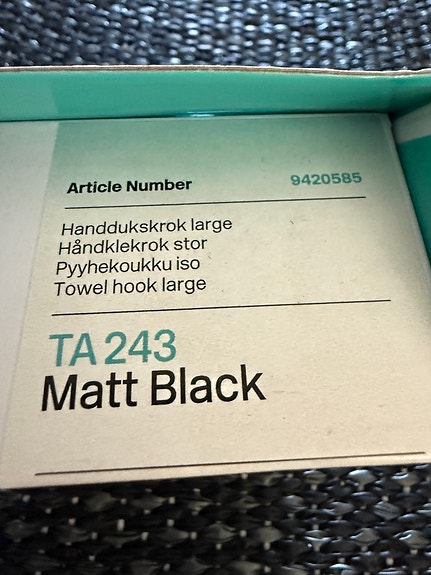 Article Number 9420585
Handdukskrok large
Håndklekrok stor
Pyyhekoukku iso
Towel hook large
TA 243
Matt Black